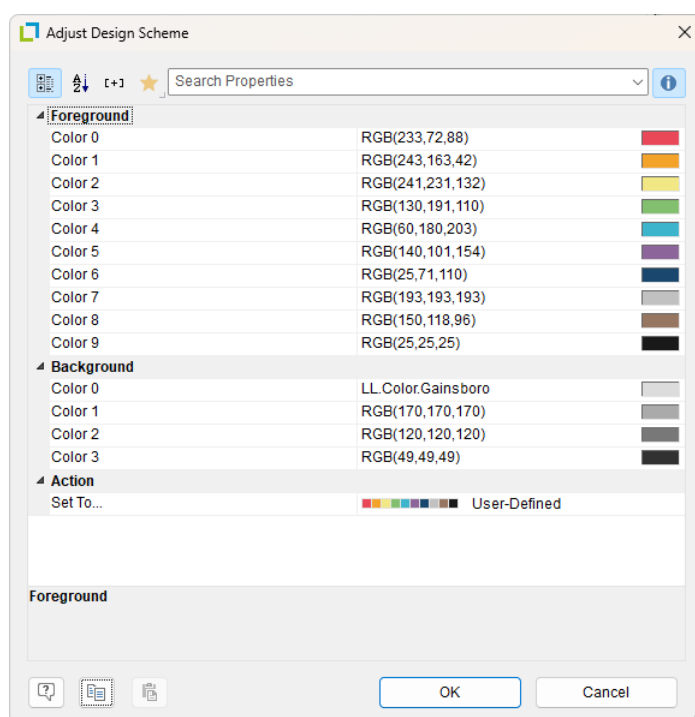 Adjust Design Scheme
A Z [+] Search Properties
Foreground
Color 0 RGB(233,72,88)
Color 1 RGB(243,163,42)
Color 2 RGB(241,231,132)
Color 3 RGB(130,191,110)
Color 4 RGB(60,180,203)
Color 5 RGB(140,101,154)
Color 6 RGB(25,71,110)
Color 7 RGB(193,193,193)
Color 8 RGB(150,118,96)
Color 9 RGB(25,25,25)
Background
Color 0 LL.Color.Gainsboro
Color 1 RGB(170,170,170)
Color 2 RGB(120,120,120)
Color 3 RGB(49,49,49)
Action
Set To... User-Defined
Foreground
OK Cancel